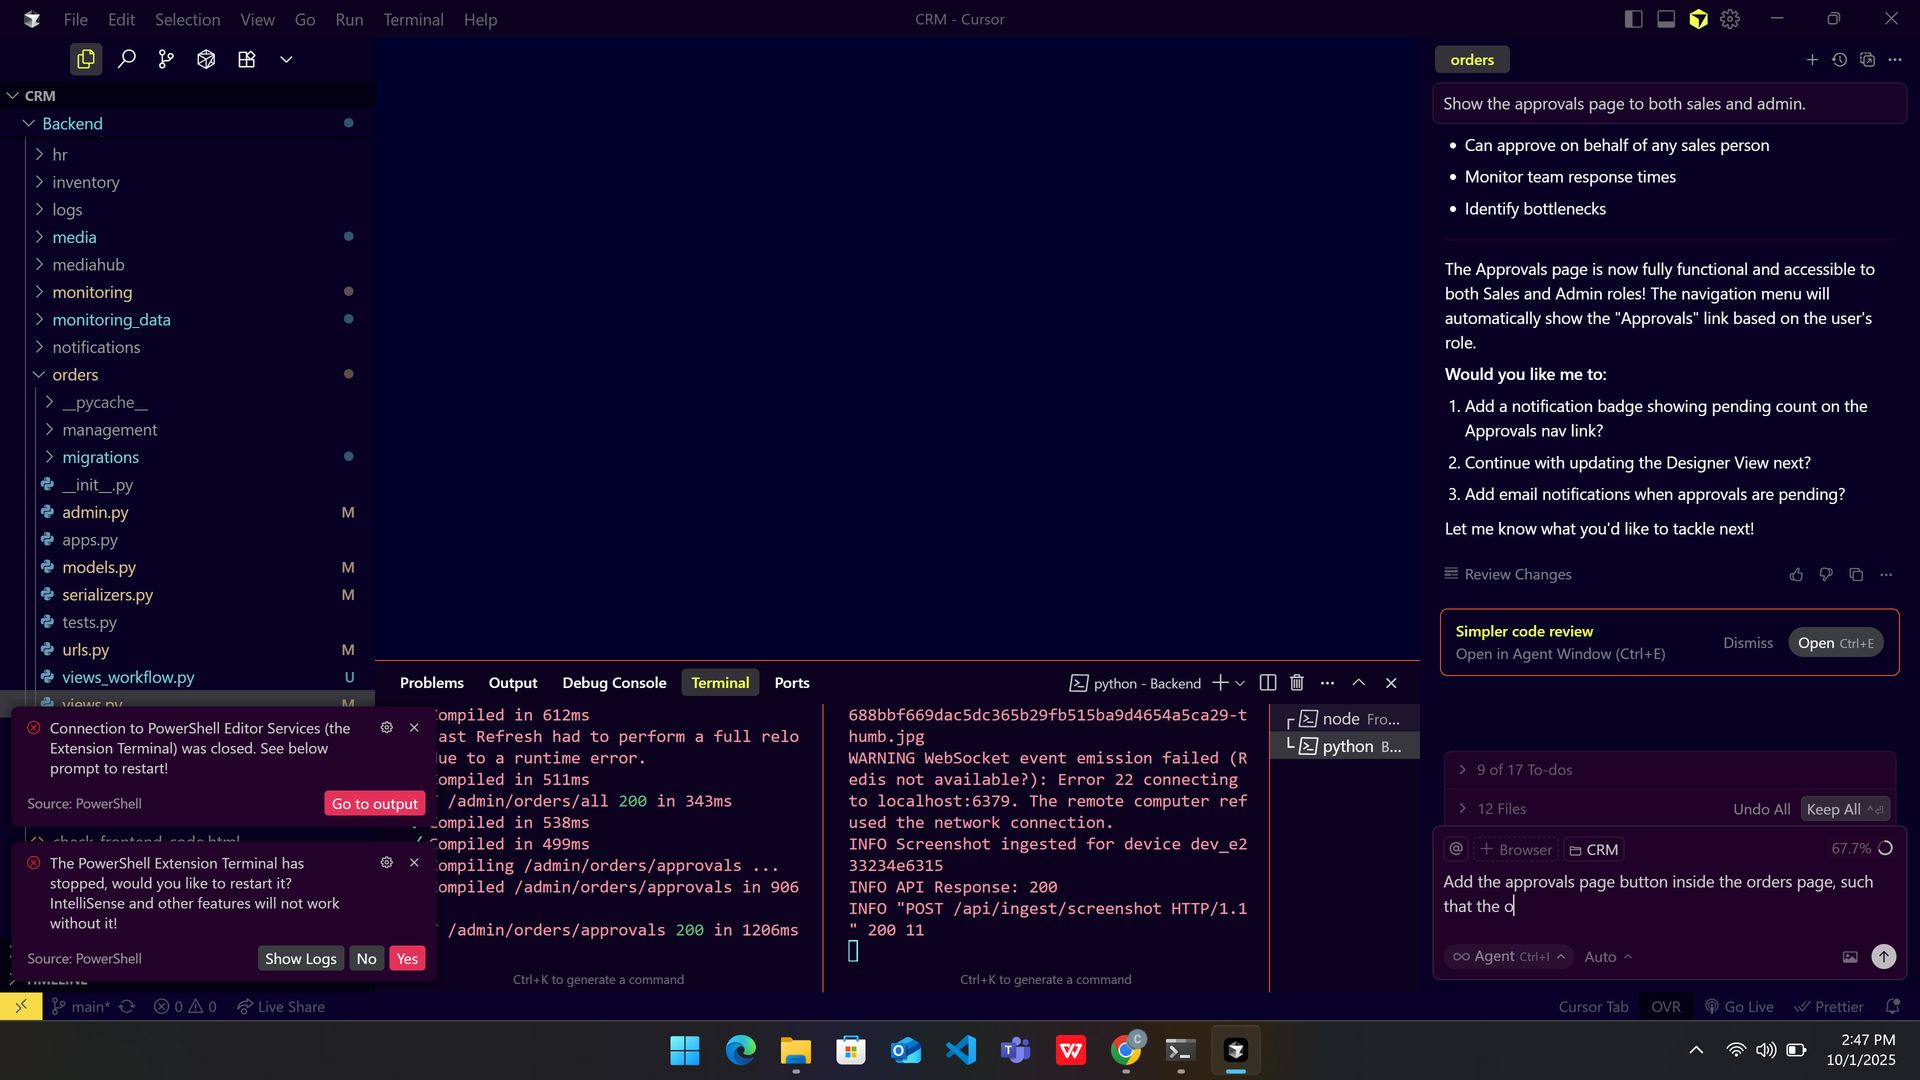 File Edit Selection View Go Run Terminal Help
CRM - Cursor
CRM
Backend
hr
inventory
logs
media
mediahub
monitoring
monitoring_data
notifications
orders
__pycache__
management
migrations
__init__.py
admin.py M
apps.py
models.py M
serializers.py M
tests.py
urls.py M
views_workflow.py U
views.py M
Connection to PowerShell Editor Services (the
Extension Terminal) was closed. See below
prompt to restart!
Source: PowerShell
Go to output
check_frontend_code.html
The PowerShell Extension Terminal has
stopped, would you like to restart it?
IntelliSense and other features will not work
without it!
Source: PowerShell
Show Logs No Yes
TIMELINE
Problems Output Debug Console Terminal Ports
python - Backend
ompiled in 612ms
ast Refresh had to perform a full relo
ue to a runtime error.
ompiled in 511ms
/admin/orders/all 200 in 343ms
ompiled in 538ms
ompiled in 499ms
ompiling /admin/orders/approvals ...
ompiled /admin/orders/approvals in 906
/admin/orders/approvals 200 in 1206ms
Ctrl+K to generate a command
688bbf669dac5dc365b29fb515ba9d4654a5ca29-t
humb.jpg
WARNING WebSocket event emission failed (R
edis not available?): Error 22 connecting
to localhost:6379. The remote computer ref
used the network connection.
INFO Screenshot ingested for device dev_e2
33234e6315
INFO API Response: 200
INFO "POST /api/ingest/screenshot HTTP/1.1
" 200 11
Ctrl+K to generate a command
node Fro...
python B...
orders
Show the approvals page to both sales and admin.
• Can approve on behalf of any sales person
• Monitor team response times
• Identify bottlenecks
The Approvals page is now fully functional and accessible to
both Sales and Admin roles! The navigation menu will
automatically show the "Approvals" link based on the user's
role.
Would you like me to:
1. Add a notification badge showing pending count on the
Approvals nav link?
2. Continue with updating the Designer View next?
3. Add email notifications when approvals are pending?
Let me know what you'd like to tackle next!
Review Changes
Simpler code review
Open in Agent Window (Ctrl+E)
Dismiss
Open Ctrl+E
9 of 17 To-dos
12 Files
Undo All
Keep All
@ + Browser CRM 67.7%
Add the approvals page button inside the orders page, such
that the o
Agent Ctrl+I Auto
main* 0 0 Live Share
Cursor Tab OVR Go Live Prettier
2:47 PM
10/1/2025